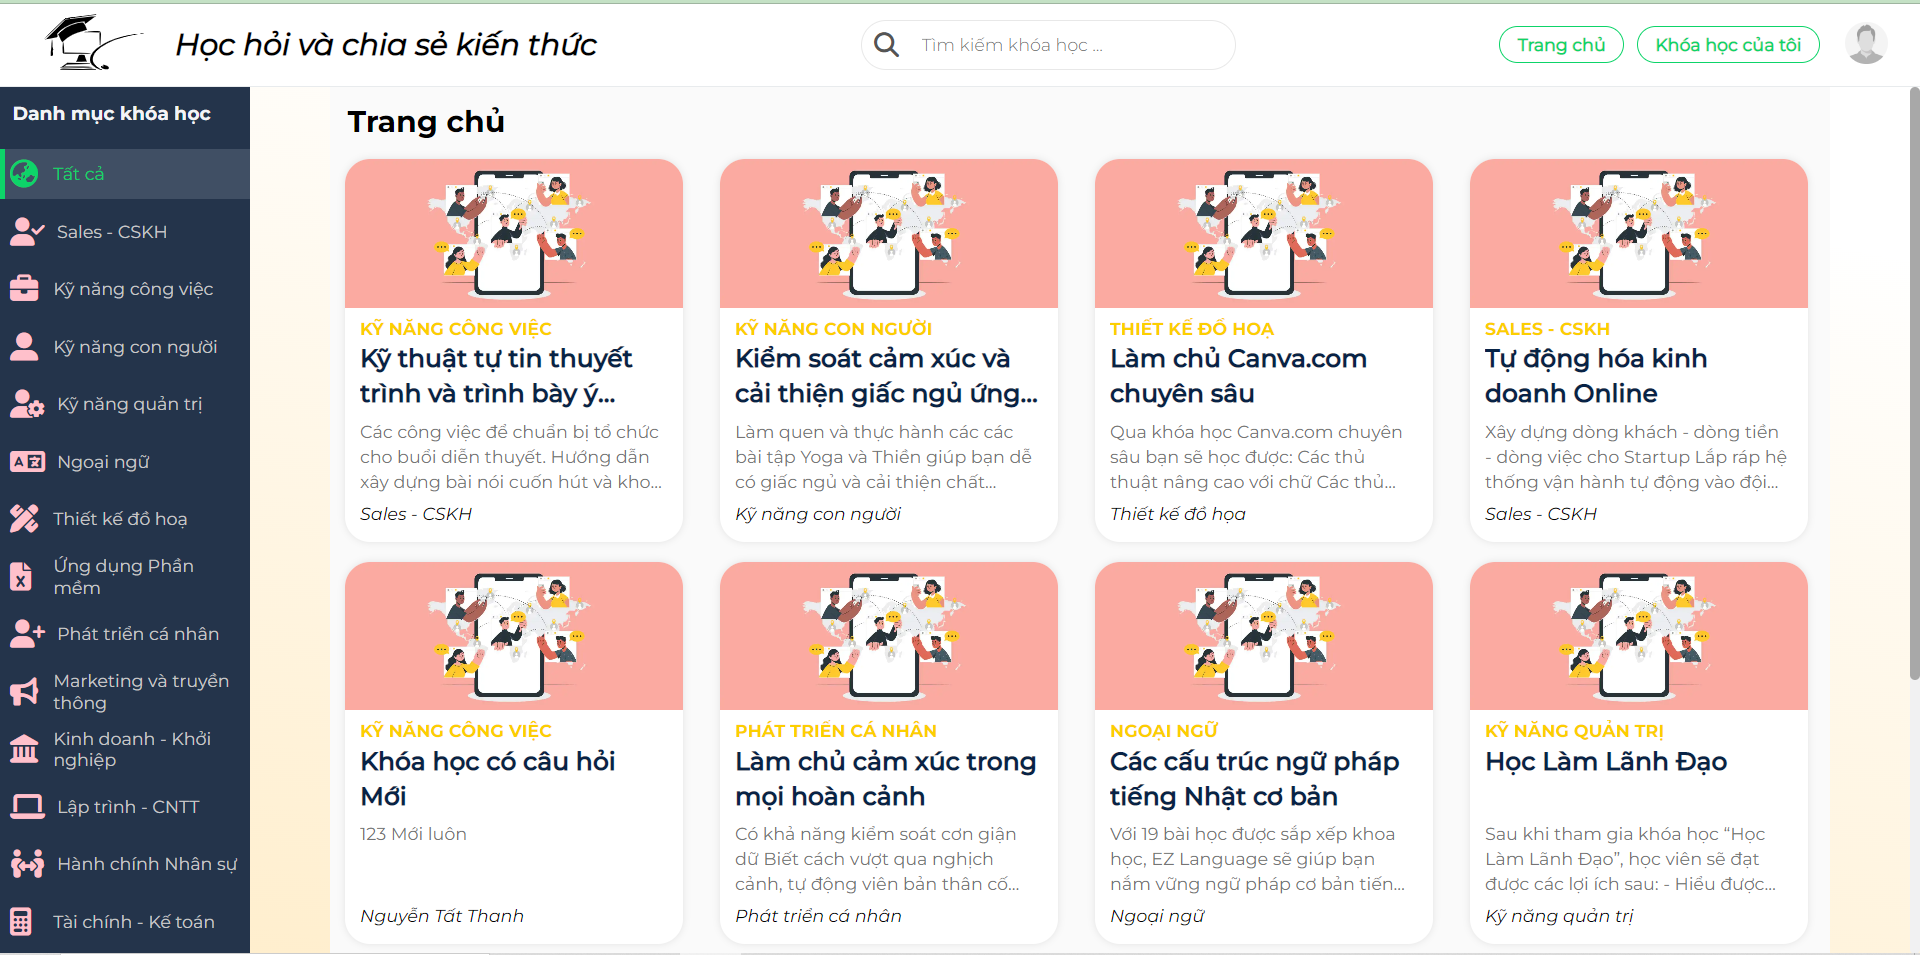 Học hỏi và chia sẻ kiến thức
Tìm kiếm khóa học ...
Trang chủ
Khóa học của tôi
Danh mục khóa học
Tất cả
Sales - CSKH
Kỹ năng công việc
Kỹ năng con người
Kỹ năng quản trị
Ngoại ngữ
Thiết kế đồ hoạ
Ứng dụng Phần
mềm
Phát triển cá nhân
Marketing và truyền
thông
Kinh doanh - Khởi
nghiệp
Lập trình - CNTT
Hành chính Nhân sự
Tài chính - Kế toán
Trang chủ
KỸ NĂNG CÔNG VIỆC
Kỹ thuật tự tin thuyết
trình và trình bày ý...
Các công việc để chuẩn bị tổ chức
cho buổi diễn thuyết. Hướng dẫn
xây dựng bài nói cuốn hút và kho...
Sales - CSKH
KỸ NĂNG CON NGƯỜI
Kiểm soát cảm xúc và
cải thiện giấc ngủ ứng...
Làm quen và thực hành các các
bài tập Yoga và Thiền giúp bạn dễ
có giấc ngủ và cải thiện chất...
Kỹ năng con người
THIẾT KẾ ĐỒ HOẠ
Làm chủ Canva.com
chuyên sâu
Qua khóa học Canva.com chuyên
sâu bạn sẽ học được: Các thủ
thuật nâng cao với chữ Các thủ...
Thiết kế đồ họa
SALES - CSKH
Tự động hóa kinh
doanh Online
Xây dựng dòng khách - dòng tiền
- dòng việc cho Startup Lắp ráp hệ
thống vận hành tự động vào đội...
Sales - CSKH
KỸ NĂNG CÔNG VIỆC
Khóa học có câu hỏi
Mới
123 Mới luôn
Nguyễn Tất Thanh
PHÁT TRIỂN CÁ NHÂN
Làm chủ cảm xúc trong
mọi hoàn cảnh
Có khả năng kiểm soát cơn giận
dữ Biết cách vượt qua nghịch
cảnh, tự động viên bản thân cố...
Phát triển cá nhân
NGOẠI NGỮ
Các cấu trúc ngữ pháp
tiếng Nhật cơ bản
Với 19 bài học được sắp xếp khoa
học, EZ Language sẽ giúp bạn
nắm vững ngữ pháp cơ bản tiến...
Ngoại ngữ
KỸ NĂNG QUẢN TRỊ
Học Làm Lãnh Đạo
Sau khi tham gia khóa học “Học
Làm Lãnh Đạo”, học viên sẽ đạt
được các lợi ích sau: - Hiểu được...
Kỹ năng quản trị